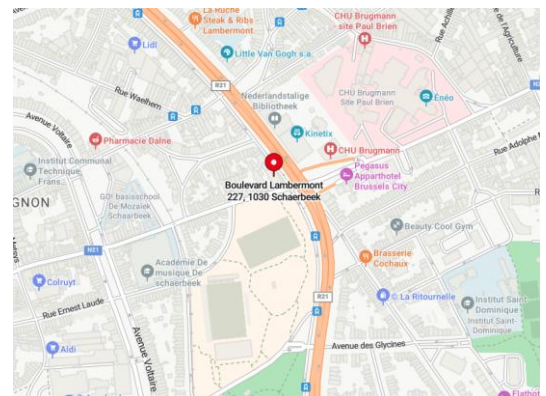 La Ruche
Steak & Ribs
Lambermont
CHU Brugmann
site Paul Brien
Rue Achille
l'Agriculture
Lidl
Little Van Gogh s.a.
R21
Rue Waelhem
Nederlandstalige
Bibliotheek
CHU Brugmann
Site Paul Brien
Énéo
Avenue Voltaire
Pharmacie Dalne
Kinetix
CHU Brugmann
Rue Adolphe
Institut Communal
Technique
Frans...
Pegasus
Apparthotel
Brussels City
Boulevard Lambermont
227, 1030 Schaerbeek
GO! basisschool
De Mozaïek
Schaarbeek
GNON
N21
Beauty Cool Gym
Académie De
musique De
schaerbeek
Brasserie
Cochaux
Colruyt
R21
© La Ritournelle
Institut Saint-
Dominique
Institut Saint-
Dominique
Rue Ernest Laude
Aldi
Avenue Voltaire
Avenue des Glycines